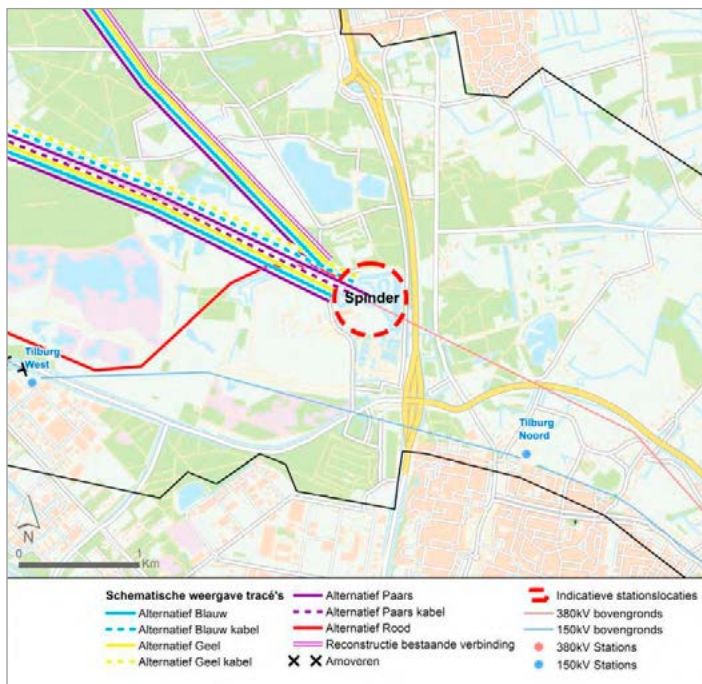 Spinder
Tilburg
West
Tilburg
Noord
N
0 1
Km
Schematische weergave tracé's
Alternatief Blauw
Alternatief Blauw kabel
Alternatief Geel
Alternatief Geel kabel
Alternatief Paars
Alternatief Paars kabel
Alternatief Rood
Reconstructie bestaande verbinding
Amoveren
Indicatieve stationslocaties
380kV bovengronds
150kV bovengronds
380kV Stations
150kV Stations